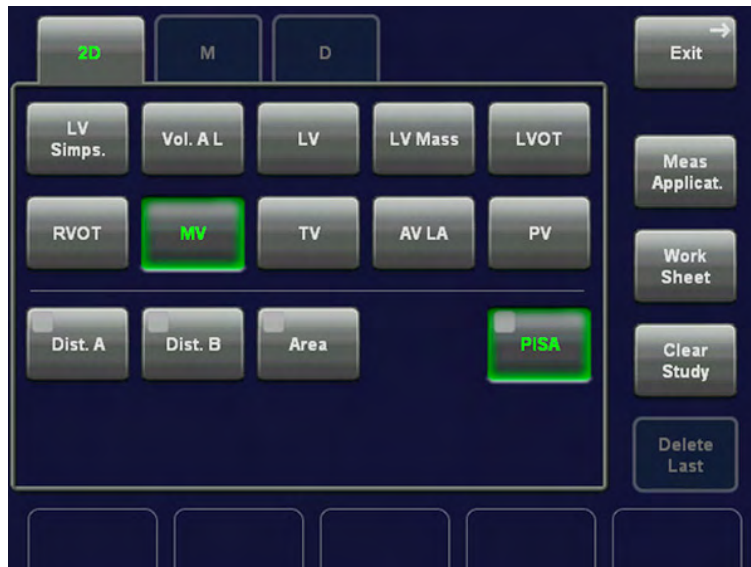 2D
M
D
Exit
LV
Simps.
Vol. A L
LV
LV Mass
LVOT
Meas
Applicat.
RVOT
MV
TV
AV LA
PV
Work
Sheet
Dist. A
Dist. B
Area
PISA
Clear
Study
Delete
Last